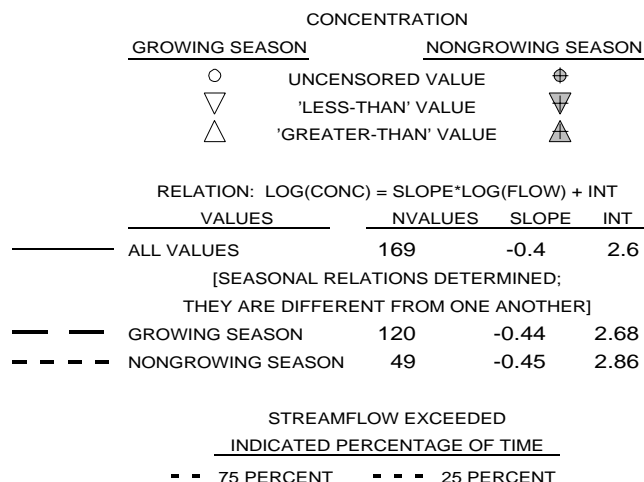 CONCENTRATION
GROWING SEASON NONGROWING SEASON
UNCENSORED VALUE
'LESS-THAN' VALUE
'GREATER-THAN' VALUE
RELATION: LOG(CONC) = SLOPE*LOG(FLOW) + INT
VALUES NVALUES SLOPE INT
ALL VALUES 169 -0.4 2.6
[SEASONAL RELATIONS DETERMINED;
THEY ARE DIFFERENT FROM ONE ANOTHER]
GROWING SEASON 120 -0.44 2.68
NONGROWING SEASON 49 -0.45 2.86
STREAMFLOW EXCEEDED
INDICATED PERCENTAGE OF TIME
75 PERCENT 25 PERCENT